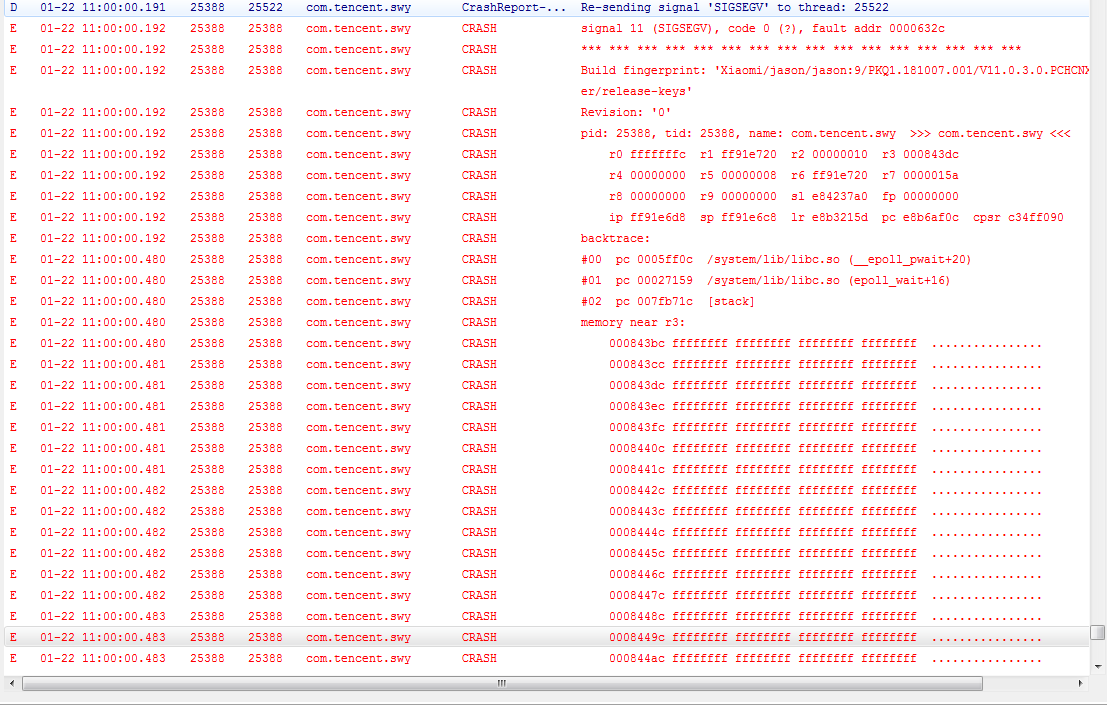 D 01-22 11:00:00.191 25388 25522 com.tencent.swy CrashReport-... Re-sending signal 'SIGSEGV' to thread: 25522
E 01-22 11:00:00.192 25388 25388 com.tencent.swy CRASH signal 11 (SIGSEGV), code 0 (?), fault addr 0000632c
E 01-22 11:00:00.192 25388 25388 com.tencent.swy CRASH *** *** *** *** *** *** *** *** *** *** *** *** *** *** *** ***
E 01-22 11:00:00.192 25388 25388 com.tencent.swy CRASH Build fingerprint: 'Xiaomi/jason/jason:9/PKQ1.181007.001/V11.0.3.0.PCHCNX
er/release-keys'
E 01-22 11:00:00.192 25388 25388 com.tencent.swy CRASH Revision: '0'
E 01-22 11:00:00.192 25388 25388 com.tencent.swy CRASH pid: 25388, tid: 25388, name: com.tencent.swy >>> com.tencent.swy <<<
E 01-22 11:00:00.192 25388 25388 com.tencent.swy CRASH r0 fffffffc r1 ff91e720 r2 00000010 r3 000843dc
E 01-22 11:00:00.192 25388 25388 com.tencent.swy CRASH r4 00000000 r5 00000008 r6 ff91e720 r7 0000015a
E 01-22 11:00:00.192 25388 25388 com.tencent.swy CRASH r8 00000000 r9 00000000 sl e84237a0 fp 00000000
E 01-22 11:00:00.192 25388 25388 com.tencent.swy CRASH ip ff91e6d8 sp ff91e6c8 lr e8b3215d pc e8b6af0c cpsr c34ff090
E 01-22 11:00:00.192 25388 25388 com.tencent.swy CRASH backtrace:
E 01-22 11:00:00.480 25388 25388 com.tencent.swy CRASH #00 pc 0005ff0c /system/lib/libc.so (__epoll_pwait+20)
E 01-22 11:00:00.480 25388 25388 com.tencent.swy CRASH #01 pc 00027159 /system/lib/libc.so (epoll_wait+16)
E 01-22 11:00:00.480 25388 25388 com.tencent.swy CRASH #02 pc 007fb71c [stack]
E 01-22 11:00:00.480 25388 25388 com.tencent.swy CRASH memory near r3:
E 01-22 11:00:00.480 25388 25388 com.tencent.swy CRASH 000843bc ffffffff ffffffff ffffffff ffffffff ................
E 01-22 11:00:00.481 25388 25388 com.tencent.swy CRASH 000843cc ffffffff ffffffff ffffffff ffffffff ................
E 01-22 11:00:00.481 25388 25388 com.tencent.swy CRASH 000843dc ffffffff ffffffff ffffffff ffffffff ................
E 01-22 11:00:00.481 25388 25388 com.tencent.swy CRASH 000843ec ffffffff ffffffff ffffffff ffffffff ................
E 01-22 11:00:00.481 25388 25388 com.tencent.swy CRASH 000843fc ffffffff ffffffff ffffffff ffffffff ................
E 01-22 11:00:00.481 25388 25388 com.tencent.swy CRASH 0008440c ffffffff ffffffff ffffffff ffffffff ................
E 01-22 11:00:00.481 25388 25388 com.tencent.swy CRASH 0008441c ffffffff ffffffff ffffffff ffffffff ................
E 01-22 11:00:00.482 25388 25388 com.tencent.swy CRASH 0008442c ffffffff ffffffff ffffffff ffffffff ................
E 01-22 11:00:00.482 25388 25388 com.tencent.swy CRASH 0008443c ffffffff ffffffff ffffffff ffffffff ................
E 01-22 11:00:00.482 25388 25388 com.tencent.swy CRASH 0008444c ffffffff ffffffff ffffffff ffffffff ................
E 01-22 11:00:00.482 25388 25388 com.tencent.swy CRASH 0008445c ffffffff ffffffff ffffffff ffffffff ................
E 01-22 11:00:00.482 25388 25388 com.tencent.swy CRASH 0008446c ffffffff ffffffff ffffffff ffffffff ................
E 01-22 11:00:00.482 25388 25388 com.tencent.swy CRASH 0008447c ffffffff ffffffff ffffffff ffffffff ................
E 01-22 11:00:00.483 25388 25388 com.tencent.swy CRASH 0008448c ffffffff ffffffff ffffffff ffffffff ................
E 01-22 11:00:00.483 25388 25388 com.tencent.swy CRASH 0008449c ffffffff ffffffff ffffffff ffffffff ................
E 01-22 11:00:00.483 25388 25388 com.tencent.swy CRASH 000844ac ffffffff ffffffff ffffffff ffffffff ................